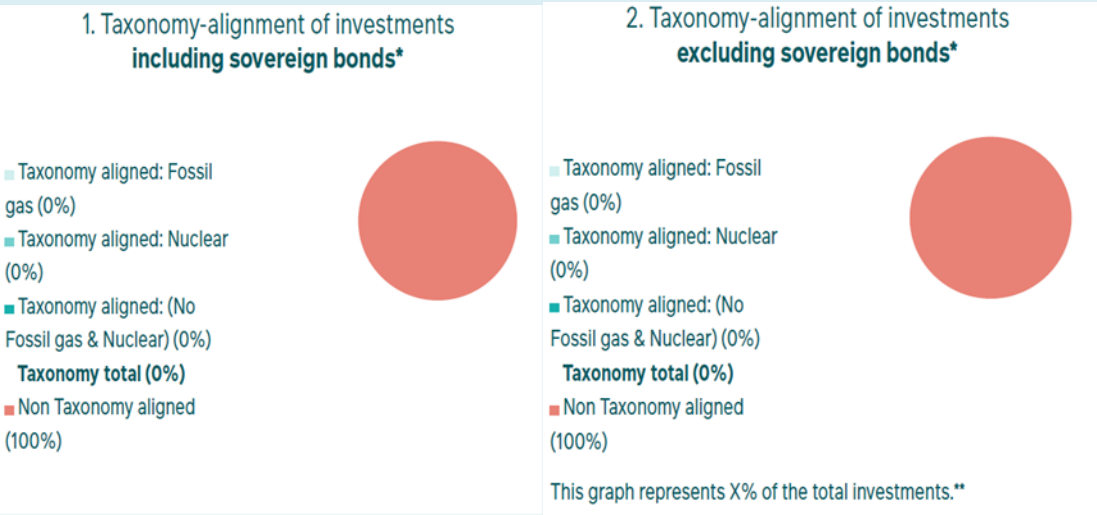 1. Taxonomy-alignment of investments
including sovereign bonds*
Taxonomy aligned: Fossil
gas (0%)
Taxonomy aligned: Nuclear
(0%)
Taxonomy aligned: (No
Fossil gas & Nuclear) (0%)
Taxonomy total (0%)
Non Taxonomy aligned
(100%)
2. Taxonomy-alignment of investments
excluding sovereign bonds*
Taxonomy aligned: Fossil
gas (0%)
Taxonomy aligned: Nuclear
(0%)
Taxonomy aligned: (No
Fossil gas & Nuclear) (0%)
Taxonomy total (0%)
Non Taxonomy aligned
(100%)
This graph represents X% of the total investments.**